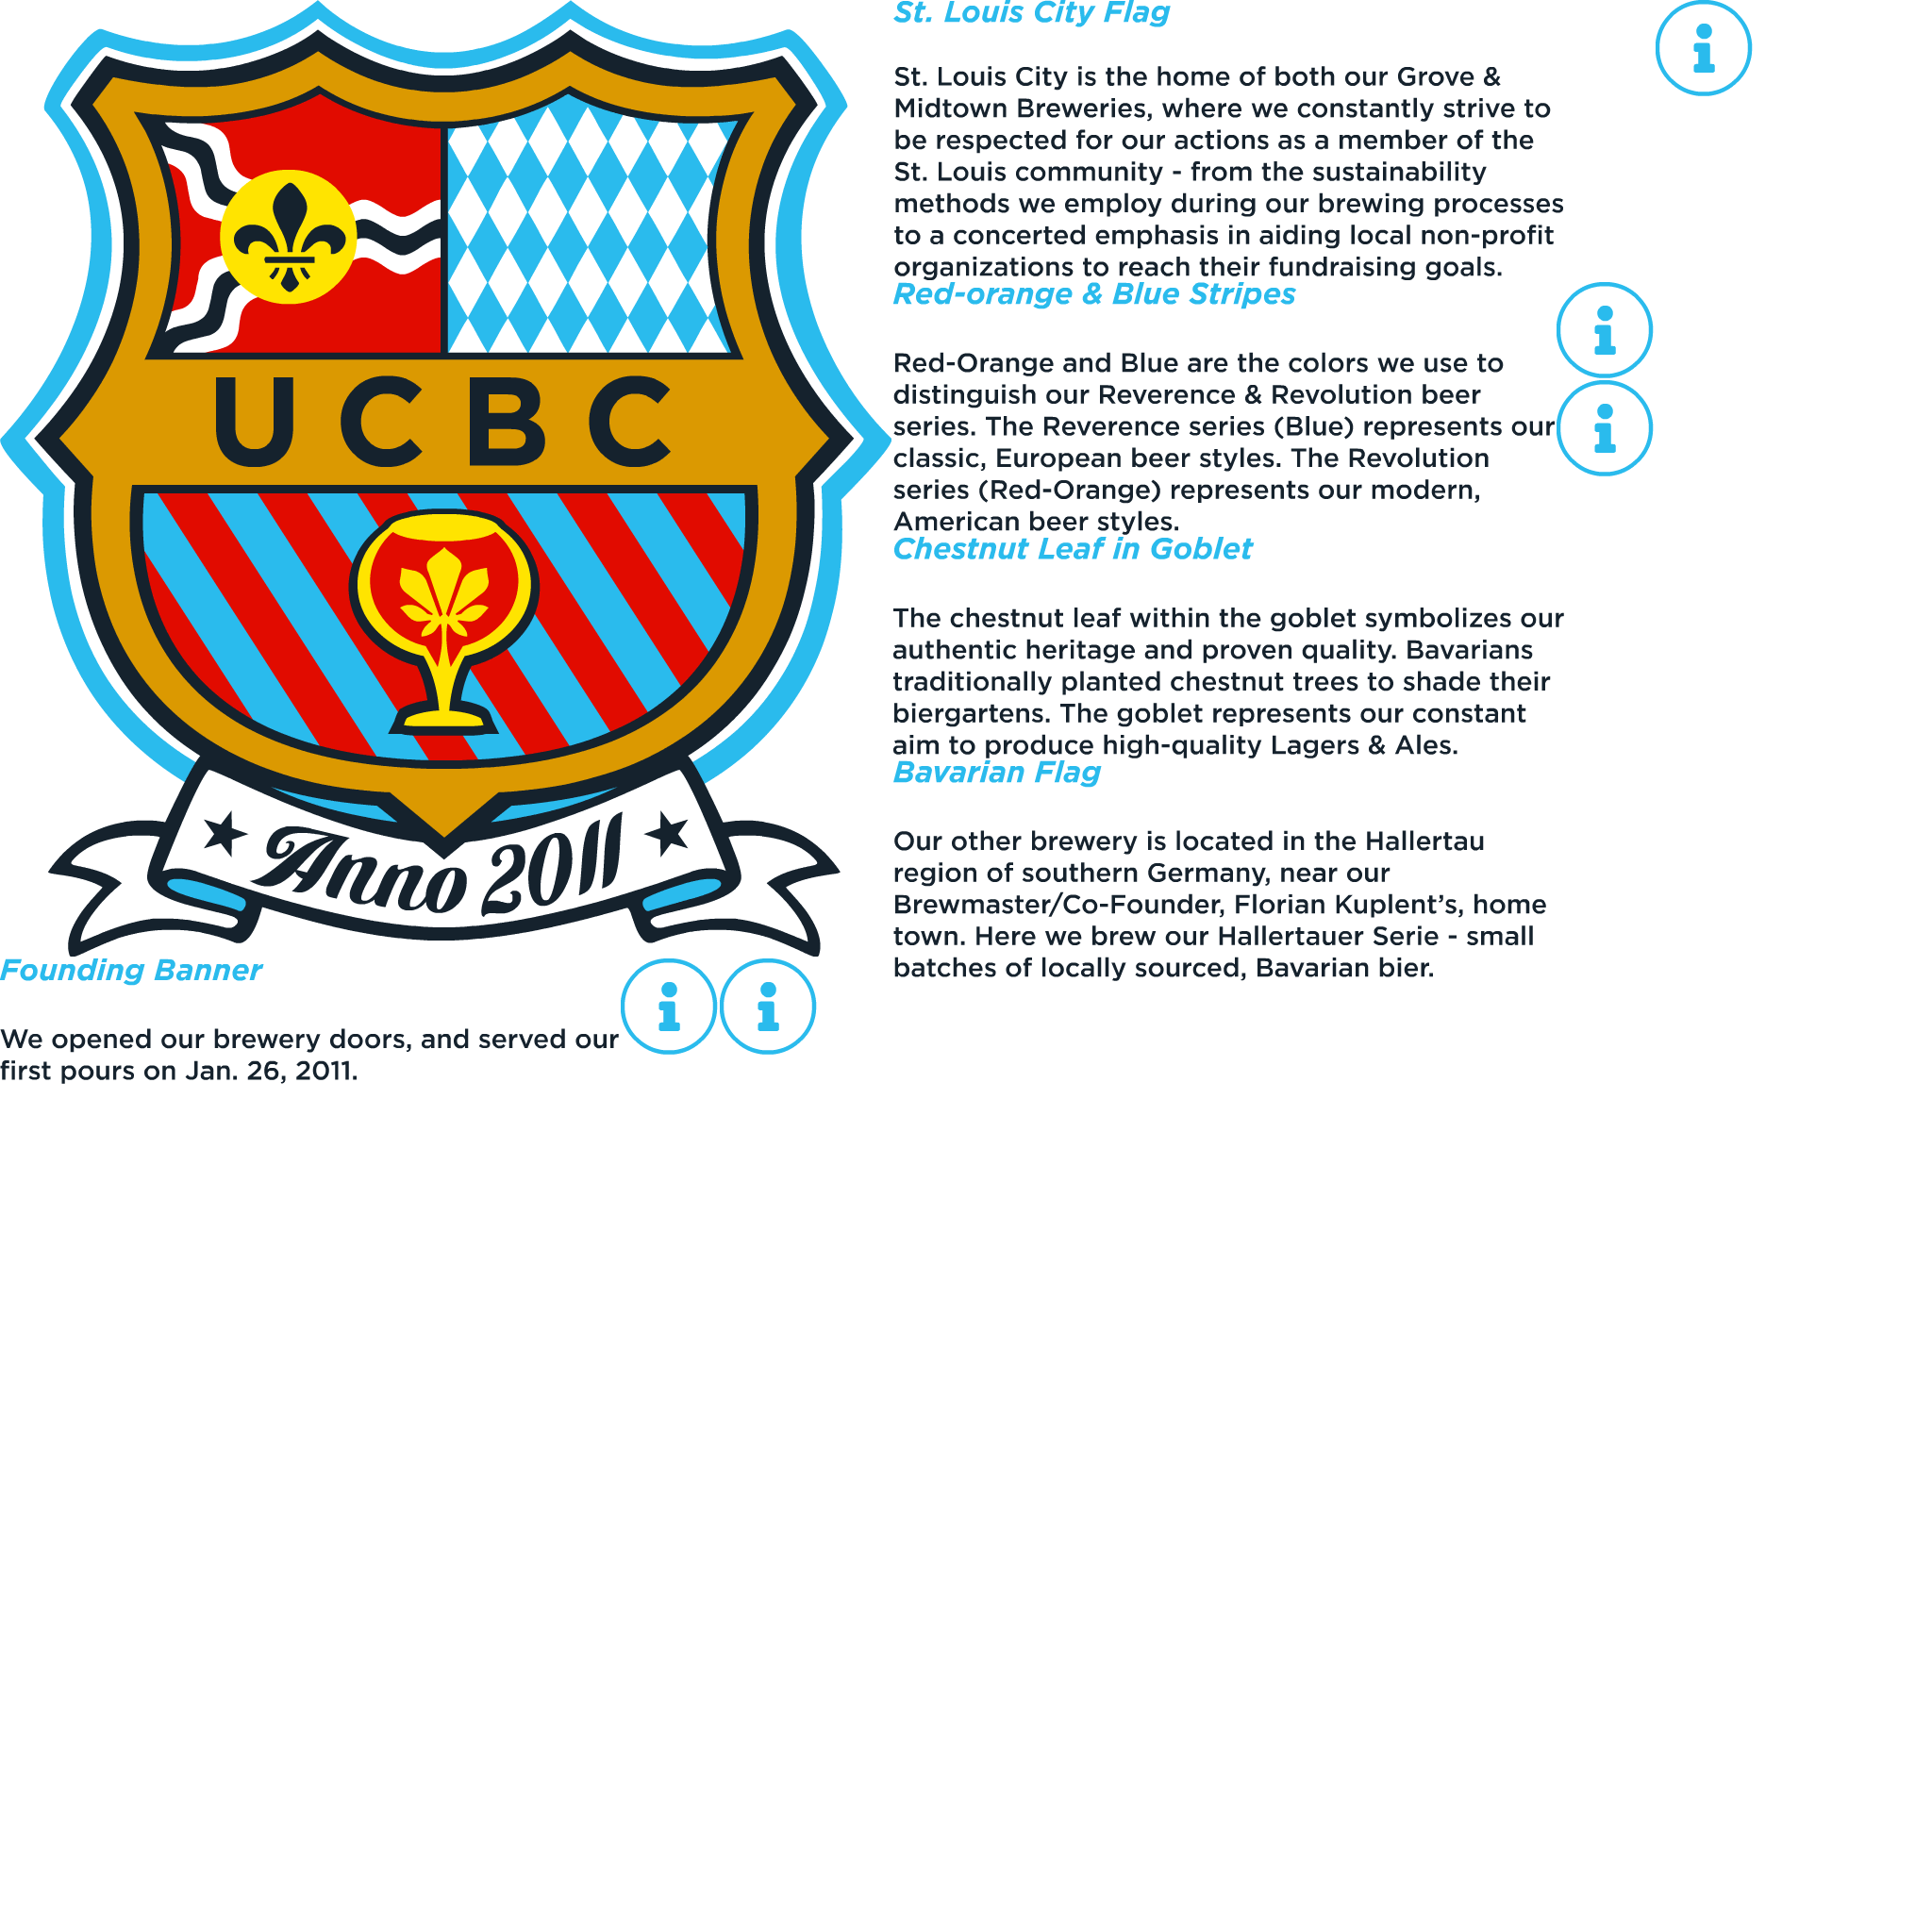 UCBC
Anno 2011
Founding Banner
We opened our brewery doors, and served our
first pours on Jan. 26, 2011.
St. Louis City Flag
St. Louis City is the home of both our Grove &
Midtown Breweries, where we constantly strive to
be respected for our actions as a member of the
St. Louis community - from the sustainability
methods we employ during our brewing processes
to a concerted emphasis in aiding local non-profit
organizations to reach their fundraising goals.
Red-orange & Blue Stripes
Red-Orange and Blue are the colors we use to
distinguish our Reverence & Revolution beer
series. The Reverence series (Blue) represents our
classic, European beer styles. The Revolution
series (Red-Orange) represents our modern,
American beer styles.
Chestnut Leaf in Goblet
The chestnut leaf within the goblet symbolizes our
authentic heritage and proven quality. Bavarians
traditionally planted chestnut trees to shade their
biergartens. The goblet represents our constant
aim to produce high-quality Lagers & Ales.
Bavarian Flag
Our other brewery is located in the Hallertau
region of southern Germany, near our
Brewmaster/Co-Founder, Florian Kuplent’s, home
town. Here we brew our Hallertauer Serie - small
batches of locally sourced, Bavarian bier.